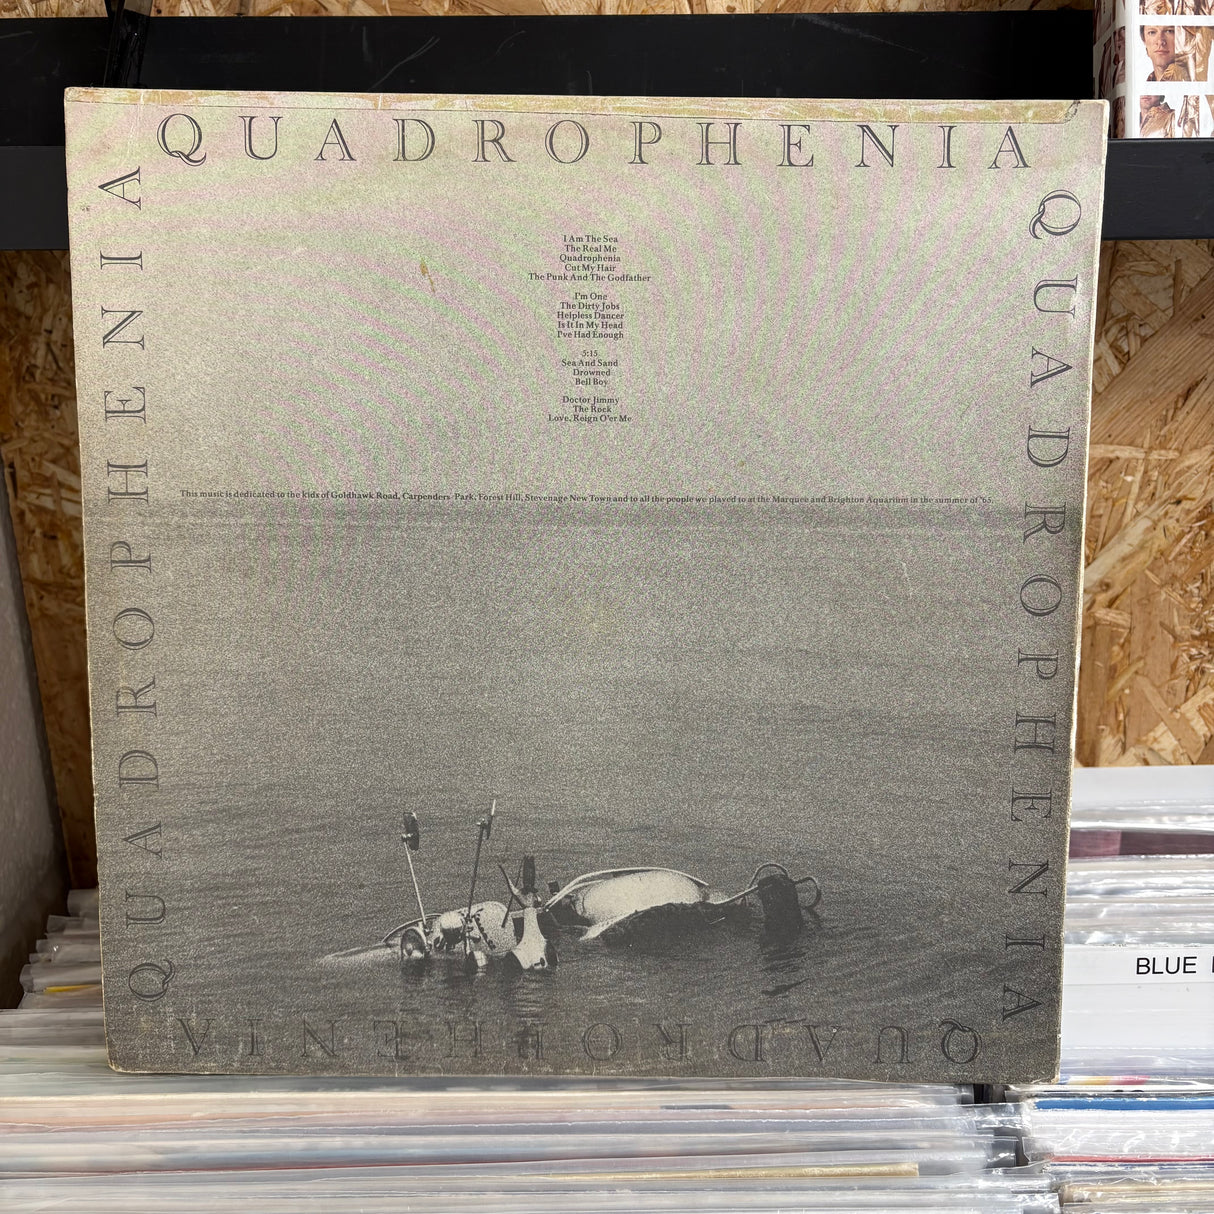 QUADROPHENIA
QUADROPHENIA
QUADROPHENIA
I Am The Sea
The Real Me
Quadrophenia
Cut My Hair
The Punk And The Godfather
I'm One
The Dirty Jobs
Helpless Dancer
Is It In My Head
I've Had Enough
5:15
Sea And Sand
Drowned
Bell Boy
Doctor Jimmy
The Rock
Love, Reign O'er Me
This music is dedicated to the kids of Goldhawk Road, Carpenders Park, Forest Hill, Stevenage New Town and to all the people we played to at the Marquee and Brighton Aquarium in the summer of '65.
QUADROPHENIA
BLUE